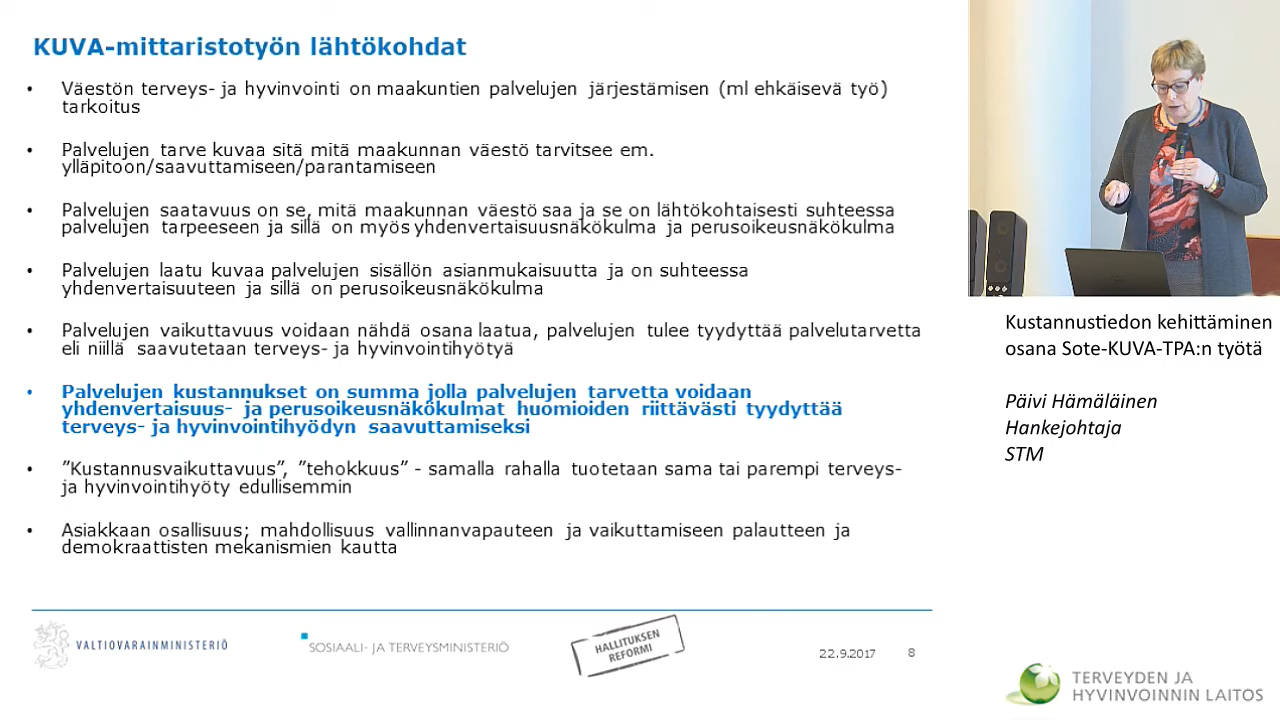 KUVA-mittaristotyön lähtökohdat
• Väestön terveys- ja hyvinvointi on maakuntien palvelujen järjestämisen (ml ehkäisevä työ)
tarkoitus
• Palvelujen tarve kuvaa sitä mitä maakunnan väestö tarvitsee em.
ylläpitoon/saavuttamiseen/parantamiseen
• Palvelujen saatavuus on se, mitä maakunnan väestö saa ja se on lähtökohtaisesti suhteessa
palvelujen tarpeeseen ja sillä on myös yhdenvertaisuusnäkökulma ja perusoikeusnäkökulma
• Palvelujen laatu kuvaa palvelujen sisällön asianmukaisuutta ja on suhteessa
yhdenvertaisuuteen ja sillä on perusoikeusnäkökulma
• Palvelujen vaikuttavuus voidaan nähdä osana laatua, palvelujen tulee tyydyttää palvelutarvetta
eli niillä saavutetaan terveys- ja hyvinvointihyötyä
• Palvelujen kustannukset on summa jolla palvelujen tarvetta voidaan
yhdenvertaisuus- ja perusoikeusnäkökulmat huomioiden riittävästi tyydyttää
terveys- ja hyvinvointihyödyn saavuttamiseksi
• ”Kustannusvaikuttavuus”, ”tehokkuus” - samalla rahalla tuotetaan sama tai parempi terveys-
ja hyvinvointihyöty edullisemmin
• Asiakkaan osallisuus; mahdollisuus vallinnanvapauteen ja vaikuttamiseen palautteen ja
demokraattisten mekanismien kautta
VALTIOVARAINMINISTERIÖ
SOSIAALI- JA TERVEYSMINISTERIÖ
HALLITUKSEN
REFORMI
22.9.2017 8
Kustannustiedon kehittäminen
osana Sote-KUVA-TPA:n työtä
Päivi Hämäläinen
Hankejohtaja
STM
TERVEYDEN JA
HYVINVOINNIN LAITOS